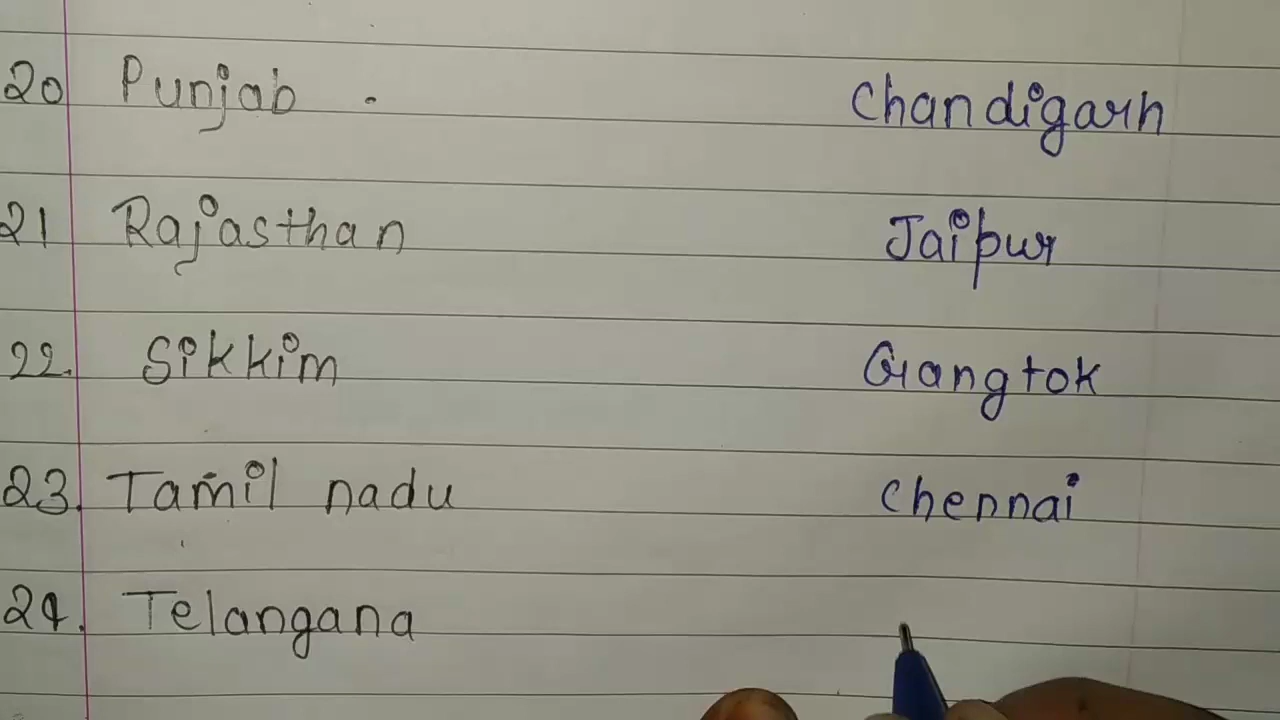 20 Punjab . Chandigarh
21 Rajasthan Jaipur
22. Sikkim Gangtok
23. Tamil nadu chennai
24. Telangana